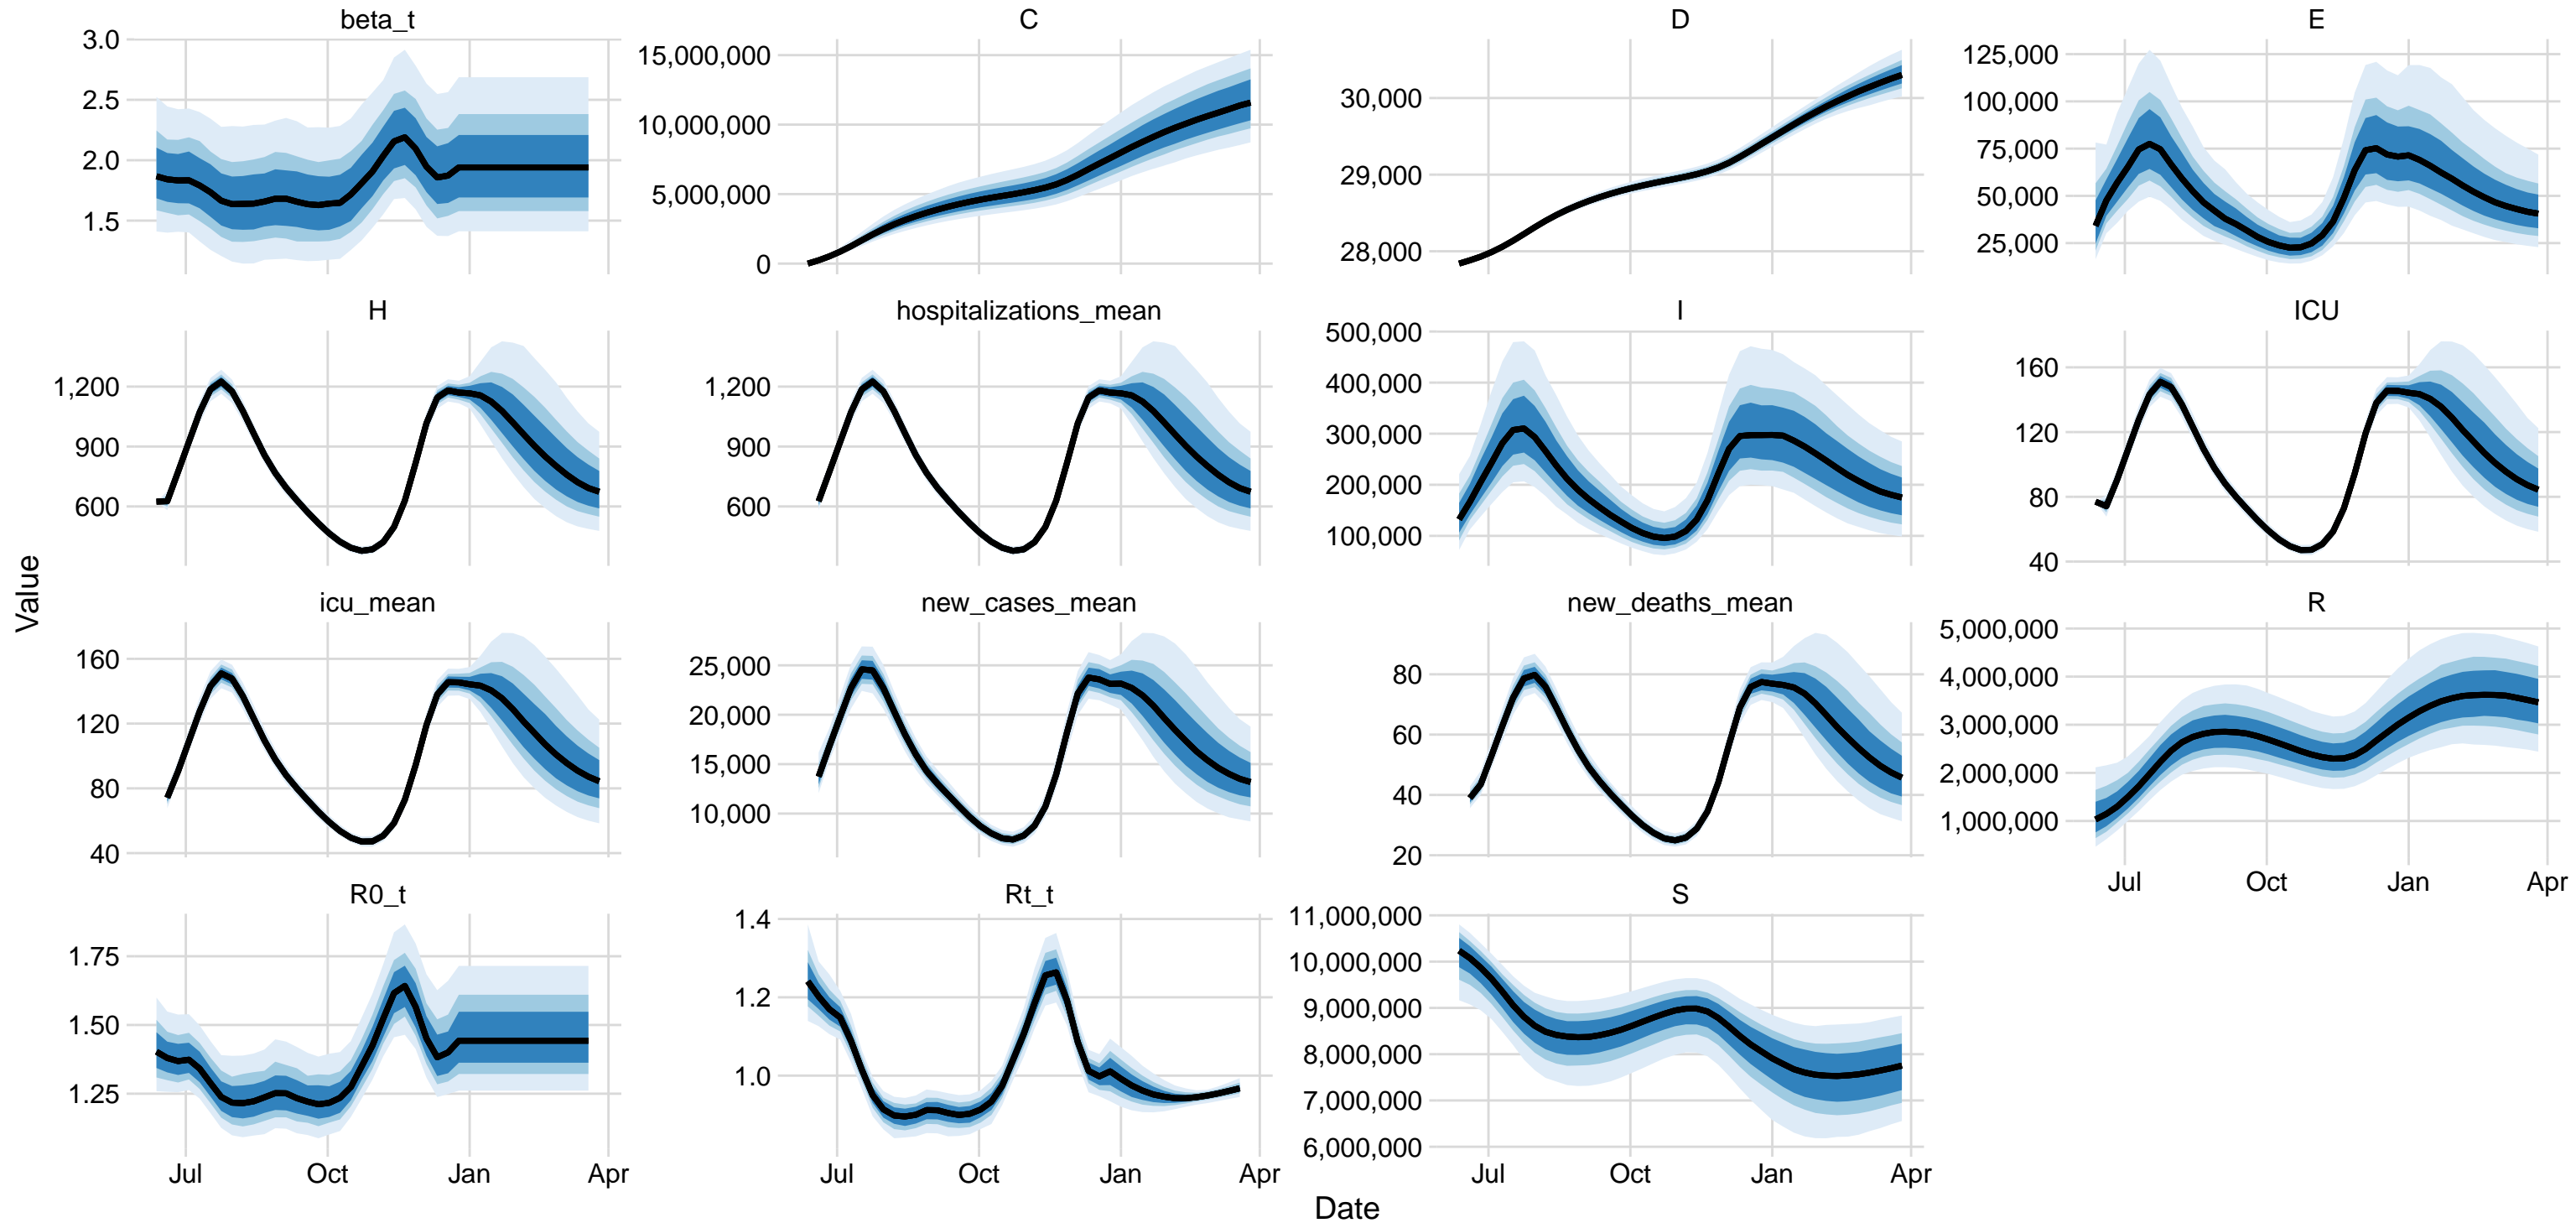 beta_t
C
D
E
3.0
2.5
2.0
1.5
15,000,000
10,000,000
5,000,000
0
30,000
29,000
28,000
125,000
100,000
75,000
50,000
25,000
H
hospitalizations_mean
I
ICU
1,200
900
600
1,200
900
600
500,000
400,000
300,000
200,000
100,000
160
120
80
40
icu_mean
new_cases_mean
new_deaths_mean
R
160
120
80
40
25,000
20,000
15,000
10,000
80
60
40
20
5,000,000
4,000,000
3,000,000
2,000,000
1,000,000
Jul Oct Jan Apr
R0_t
Rt_t
S
1.75
1.50
1.25
1.4
1.2
1.0
11,000,000
10,000,000
9,000,000
8,000,000
7,000,000
6,000,000
Jul Oct Jan Apr
Jul Oct Jan Apr
Jul Oct Jan Apr
Value
Date